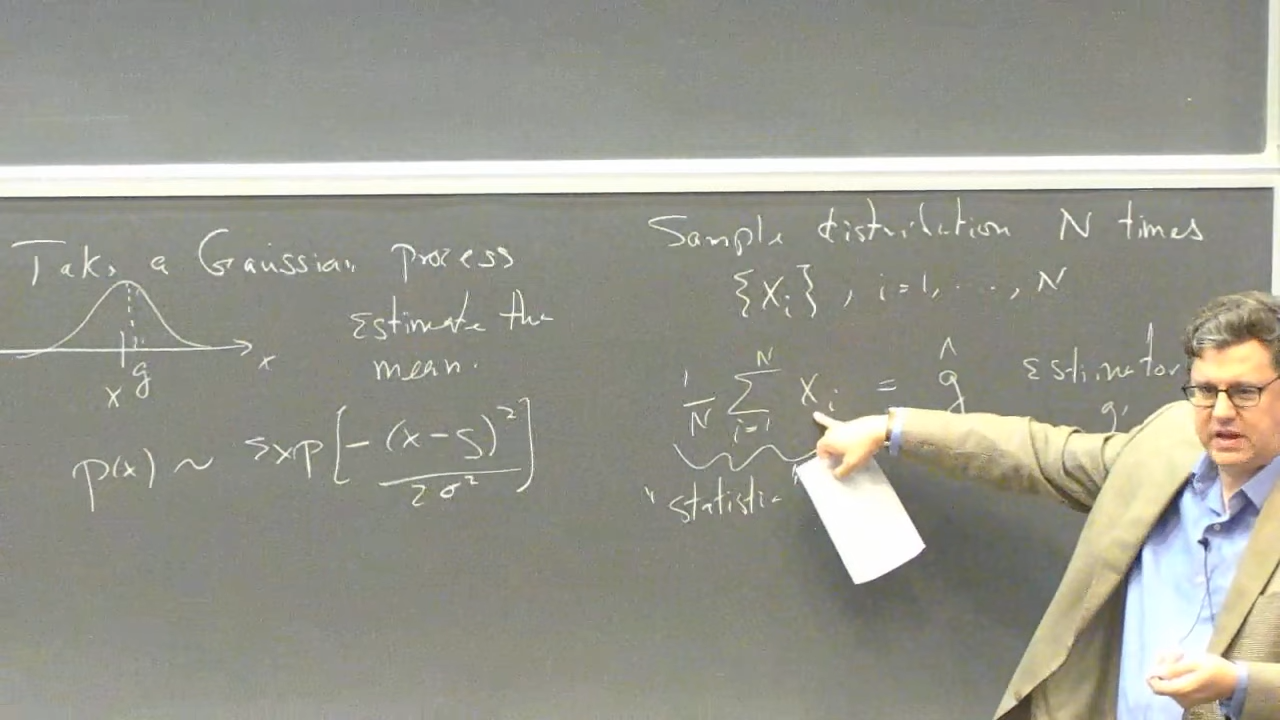 Take a Gaussian process
Estimate the
mean.
x
x g
p(x) ~ exp[-(x-g)²/2σ²]
Sample distribution N times
{xᵢ}, i=1, ..., N
1/N ∑ᵢ₌₁ᴺ xᵢ = ĝ Estimator
g
"statistic"